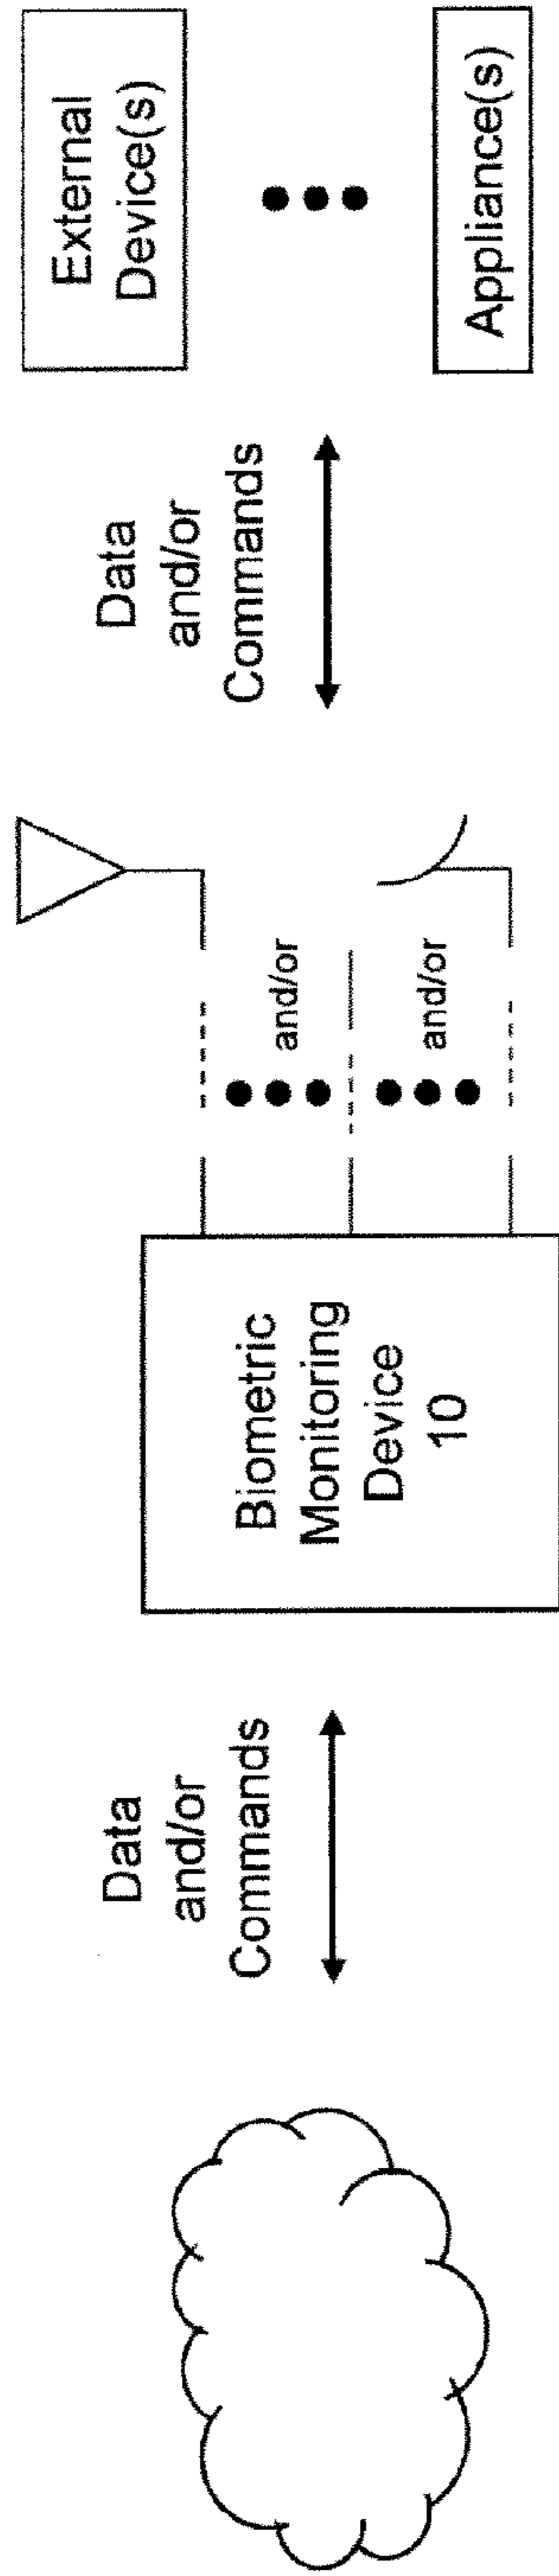 Data
and/or
Commands
Biometric
Monitoring
Device
10
and/or
and/or
Data
and/or
Commands
External
Device(s)
Appliance(s)